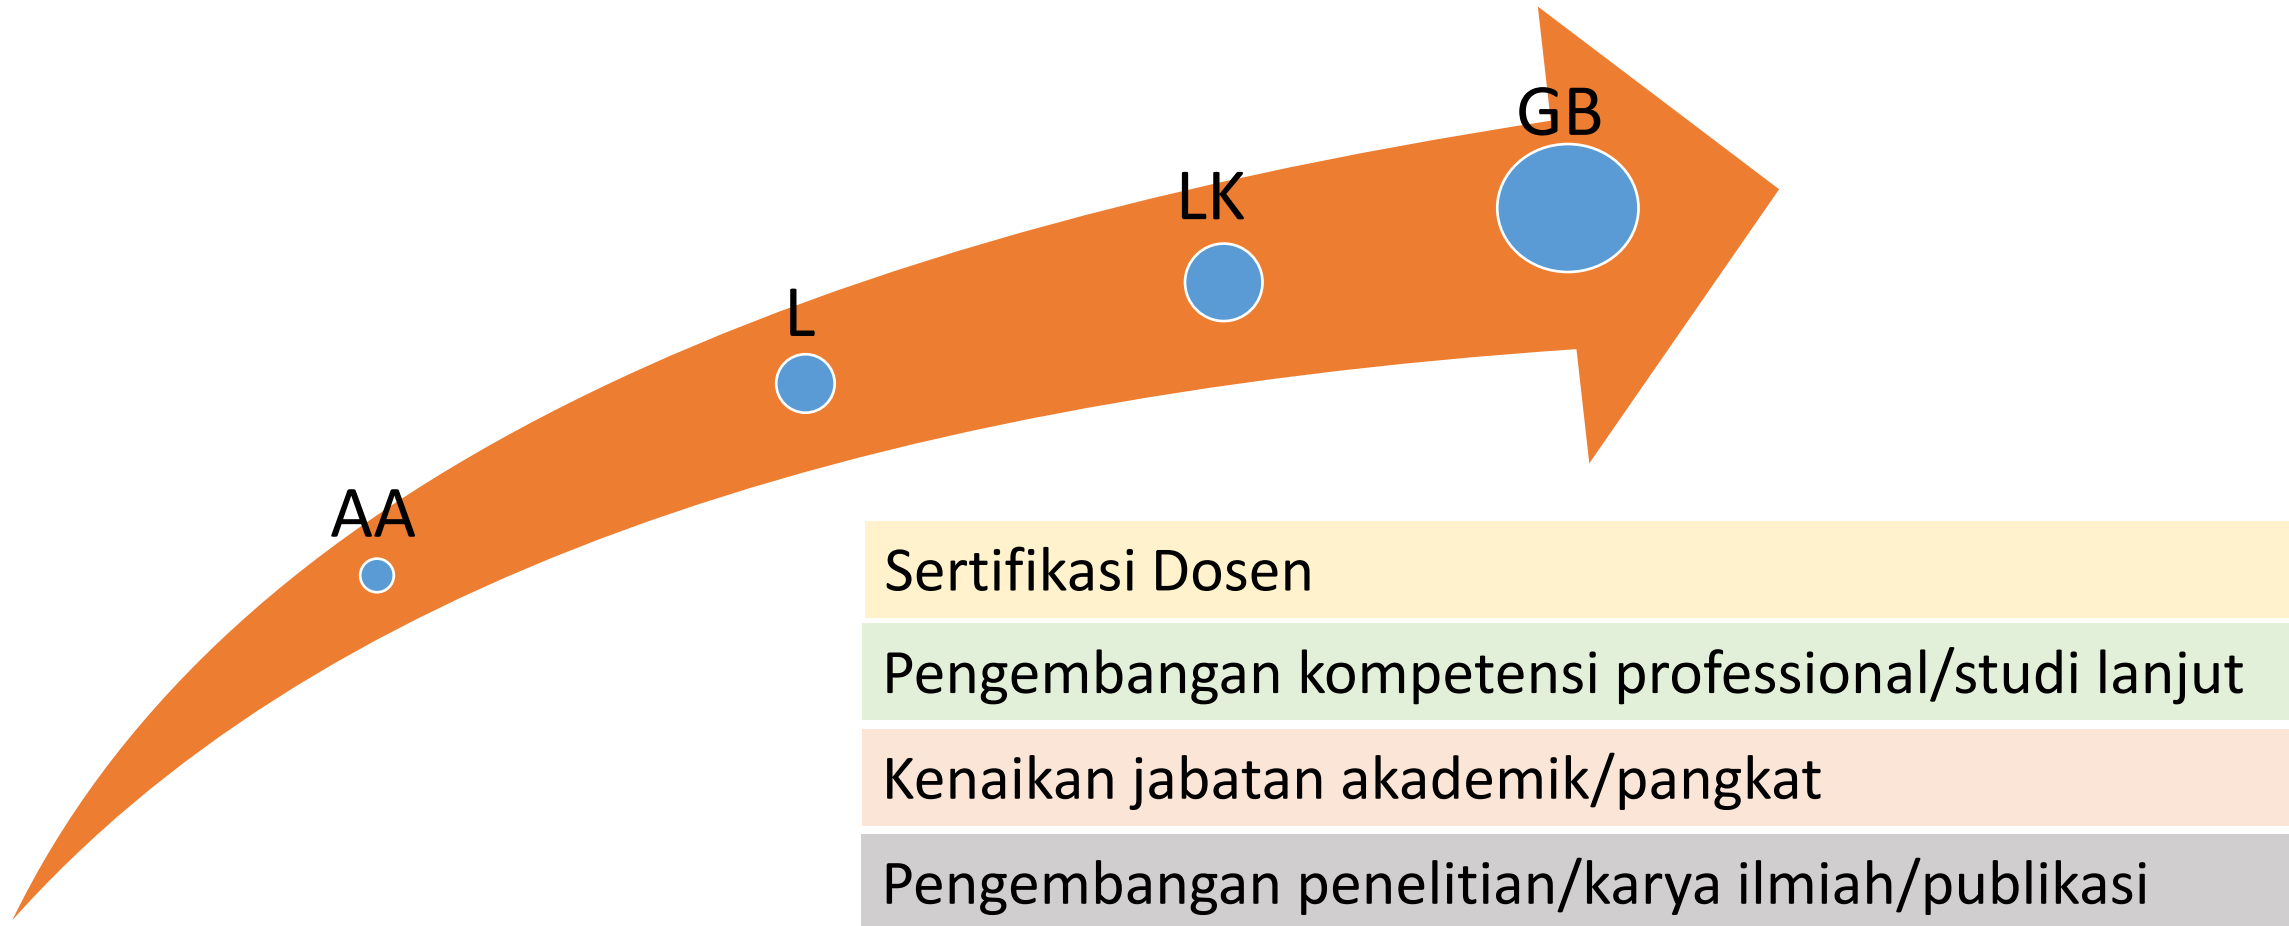 GB
LK
L
AA
Sertifikasi Dosen
Pengembangan kompetensi professional/studi lanjut
Kenaikan jabatan akademik/pangkat
Pengembangan penelitian/karya ilmiah/publikasi